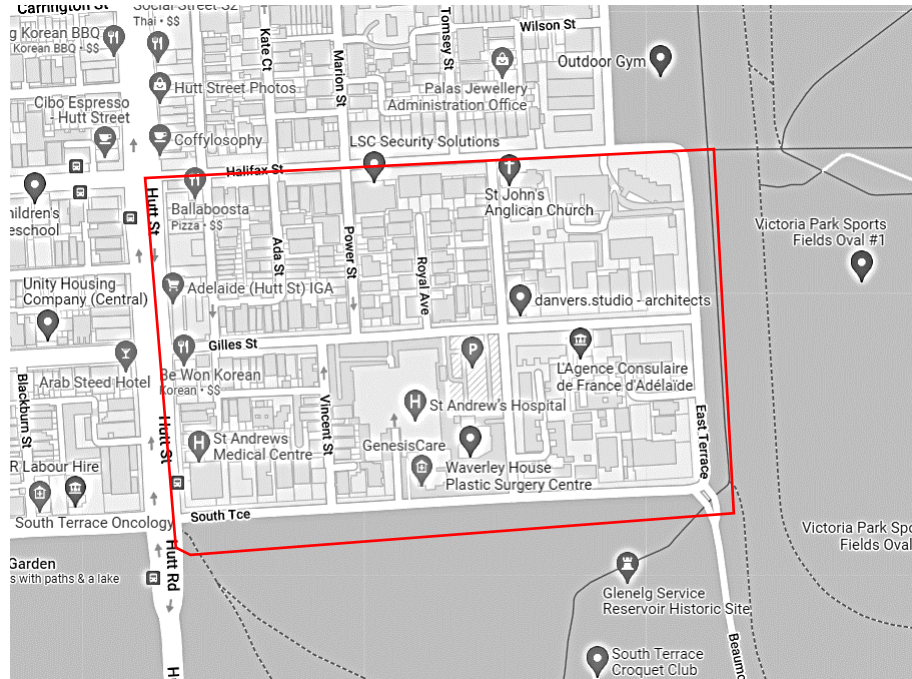 Carrington St
Social Street S2
Thai · $$
Wilson St
g Korean BBQ
Korean BBQ · $$
Kate Ct
Marion St
Tomsey St
Outdoor Gym
Hutt Street Photos
Palas Jewellery
Administration Office
Cibo Espresso
- Hutt Street
Coffylosophy
LSC Security Solutions
Halifax St
hildren's
eschool
Hutt St
Ballaboosta
Pizza · $$
St John's
Anglican Church
Victoria Park Sports
Fields Oval #1
Ada St
Power St
Royal Ave
Unity Housing
Company (Central)
Adelaide (Hutt St) IGA
danvers.studio - architects
Gilles St
Arab Steed Hotel
Be Won Korean
Korean · $$
P
L'Agence Consulaire
de France d'Adélaïde
Blackburn St
Vincent St
H
St Andrew's Hospital
East Terrace
Hutt St
H
St Andrews
Medical Centre
GenesisCare
R Labour Hire
Waverley House
Plastic Surgery Centre
South Terrace Oncology
South Tce
Victoria Park Spo
Fields Oval
Garden
s with paths & a lake
Hutt Rd
Glenelg Service
Reservoir Historic Site
South Terrace
Croquet Club
Beaumo
H